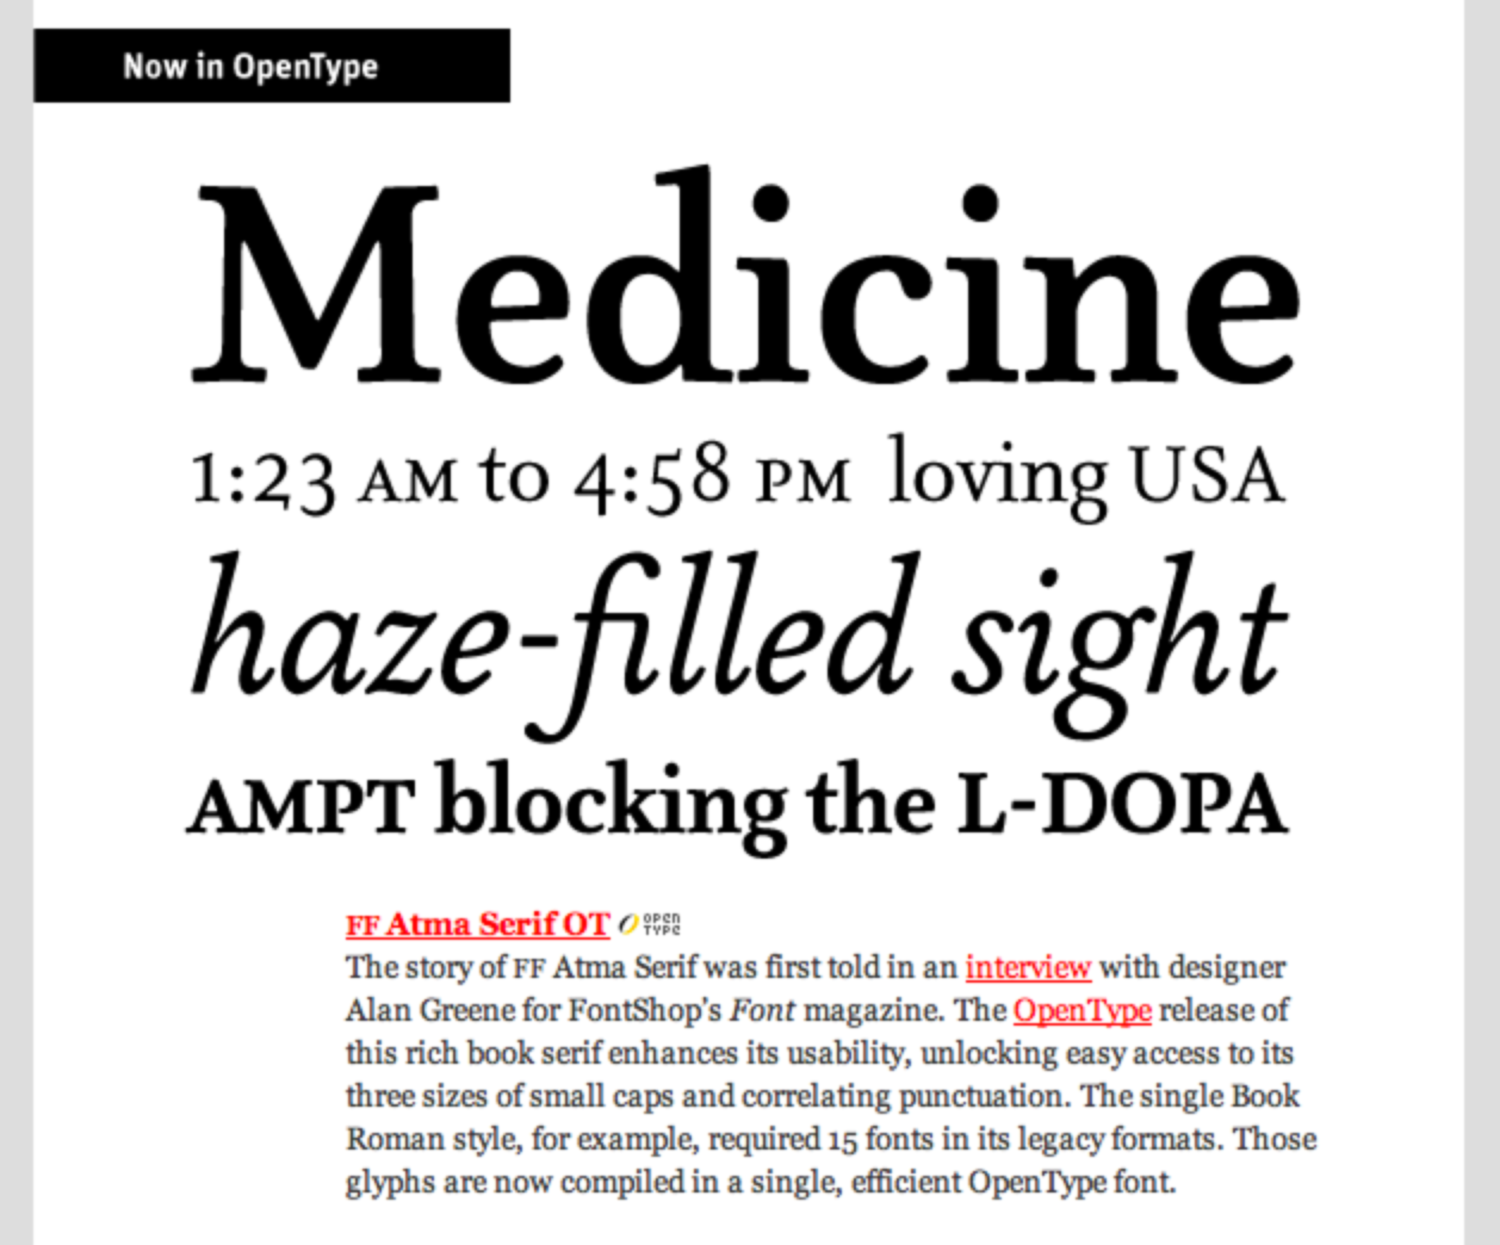 Now in OpenType
Medicine
1:23 AM to 4:58 PM loving USA
haze-filled sight
AMPT blocking the L-DOPA
FF Atma Serif OT OPEN TYPE
The story of FF Atma Serif was first told in an interview with designer
Alan Greene for FontShop's Font magazine. The OpenType release of
this rich book serif enhances its usability, unlocking easy access to its
three sizes of small caps and correlating punctuation. The single Book
Roman style, for example, required 15 fonts in its legacy formats. Those
glyphs are now compiled in a single, efficient OpenType font.